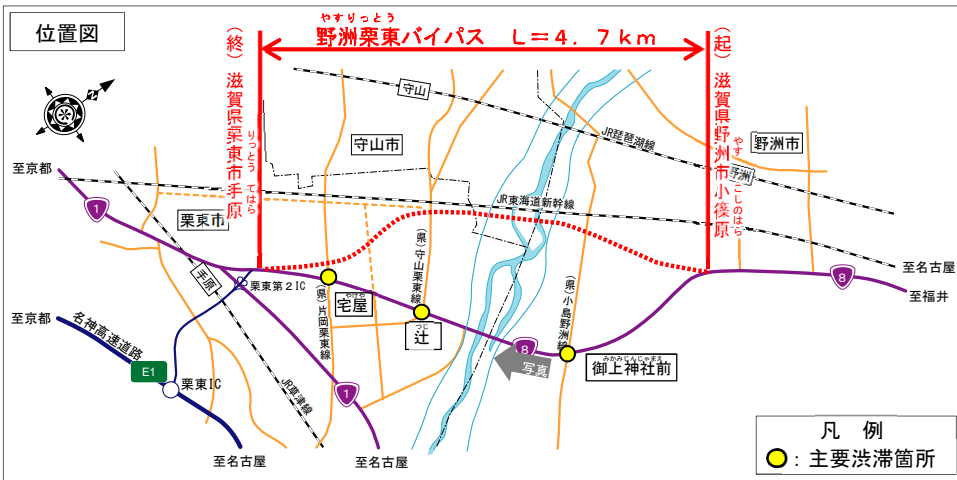 位置図
やすりっとう
野洲栗東バイパス L=4.7km
(終)滋賀県栗東市手原
りっとう てはら
(起)滋賀県野洲市小篠原
やす こしのはら
守山
JR琵琶湖線
守山市
野洲市
野洲
至京都
JR東海道新幹線
1
栗東市
(県)守山栗東線
手原
栗東第2IC
至名古屋
8
至福井
(県)片岡栗東線
やけや
宅屋
(県)小島野洲線
至京都
名神高速道路
つじ
辻
8
みかみじんじゃまえ
御上神社前
写真
E1
栗東IC
JR草津線
1
至名古屋
至名古屋
凡 例
:主要渋滞箇所